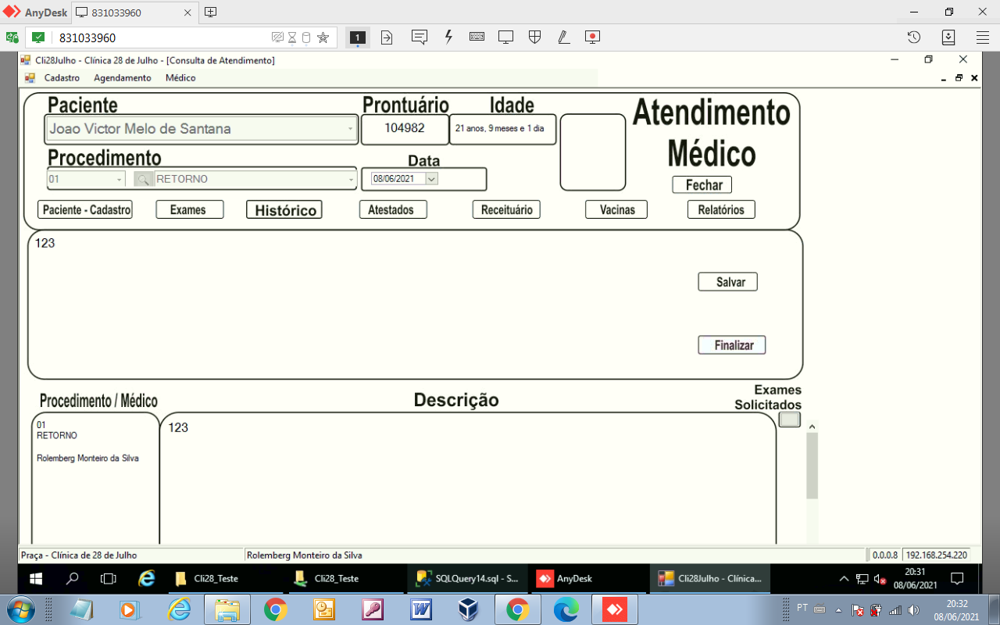 AnyDesk
831033960
831033960
1
Cli28Julho - Clínica 28 de Julho - [Consulta de Atendimento]
Cadastro Agendamento Médico
Paciente Prontuário Idade Atendimento
Médico
Joao Victor Melo de Santana 104982 21 anos, 9 meses e 1 dia
Procedimento Data
01 RETORNO 08/06/2021
Fechar
Paciente - Cadastro Exames Histórico Atestados Receituário Vacinas Relatórios
123
Salvar
Finalizar
Procedimento / Médico Descrição Exames
Solicitados
01
RETORNO
Rolemberg Monteiro da Silva
123
Praça - Clínica de 28 de Julho Rolemberg Monteiro da Silva 0.0.0.8 192.168.254.220
Cli28_Teste Cli28_Teste SQLQuery14.sql - S... AnyDesk Cli28Julho - Clínica... 20:31
08/06/2021
PT 20:32
08/06/2021